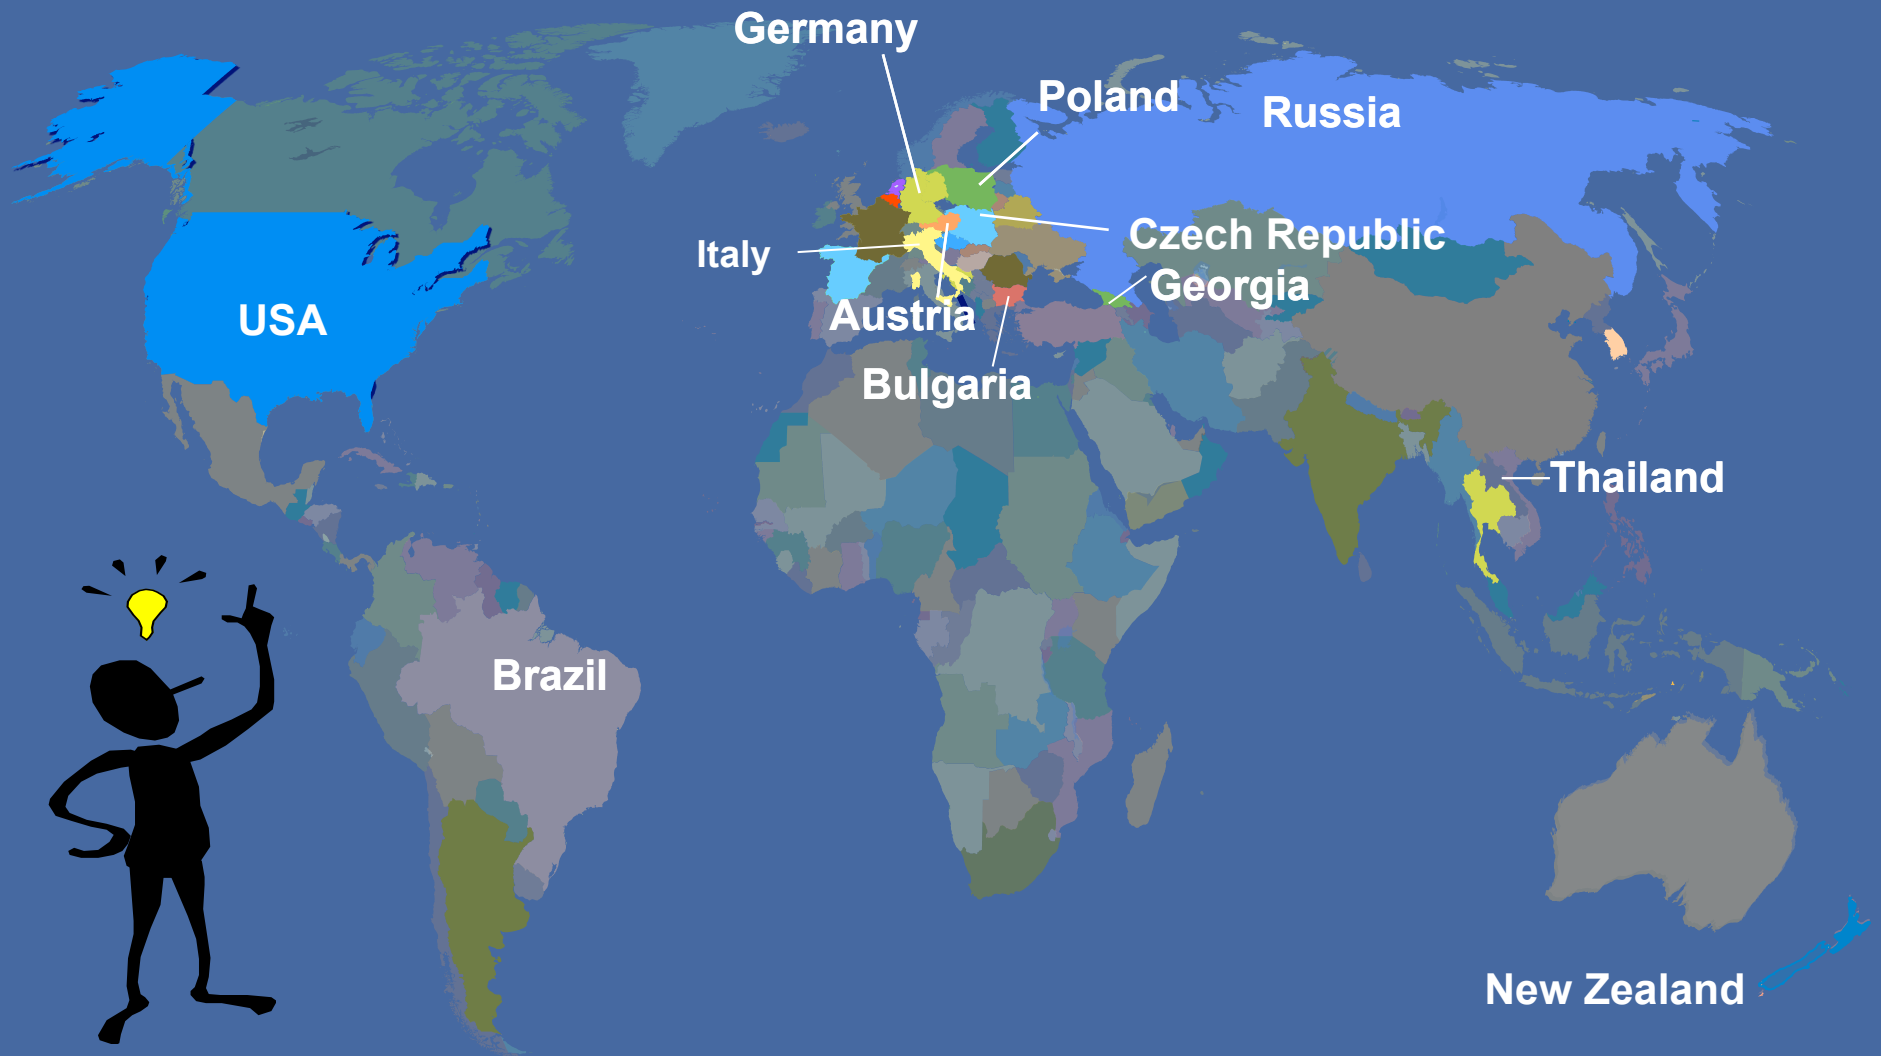 Germany
Poland
Russia
Czech Republic
Italy
Georgia
USA
Austria
Bulgaria
Thailand
Brazil
New Zealand